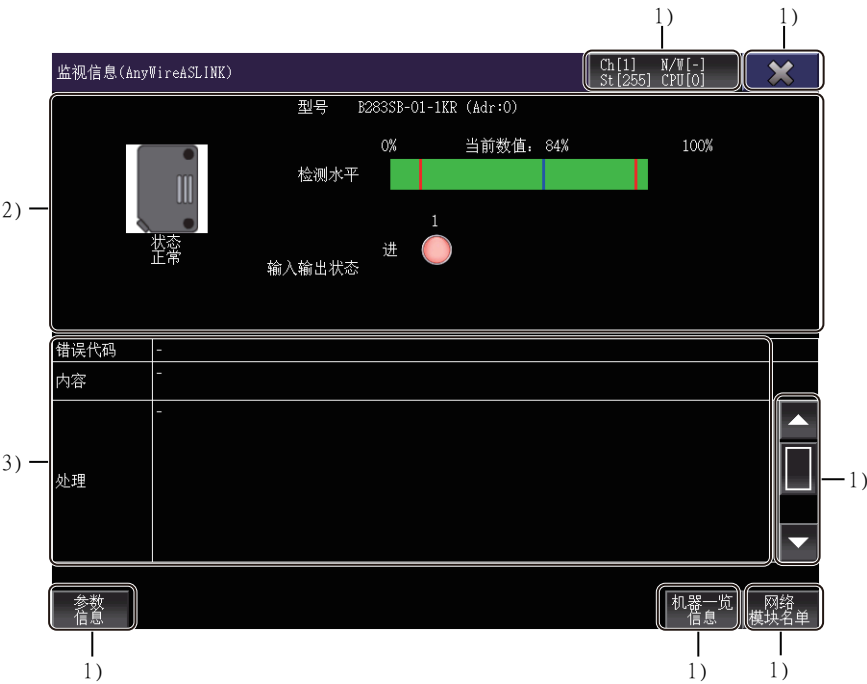 1)
1)
监视信息(AnyWireASLINK)
Ch[1] N/W[-]
St[255] CPU[0]
型号 B283SB-01-1KR (Adr:0)
0% 当前数值: 84% 100%
检测水平
2)
状态
正常
1
进
输入输出状态
错误代码 -
内容 -
-
3)
处理
1)
参数
信息
机器一览
信息
网络
模块名单
1)
1)
1)